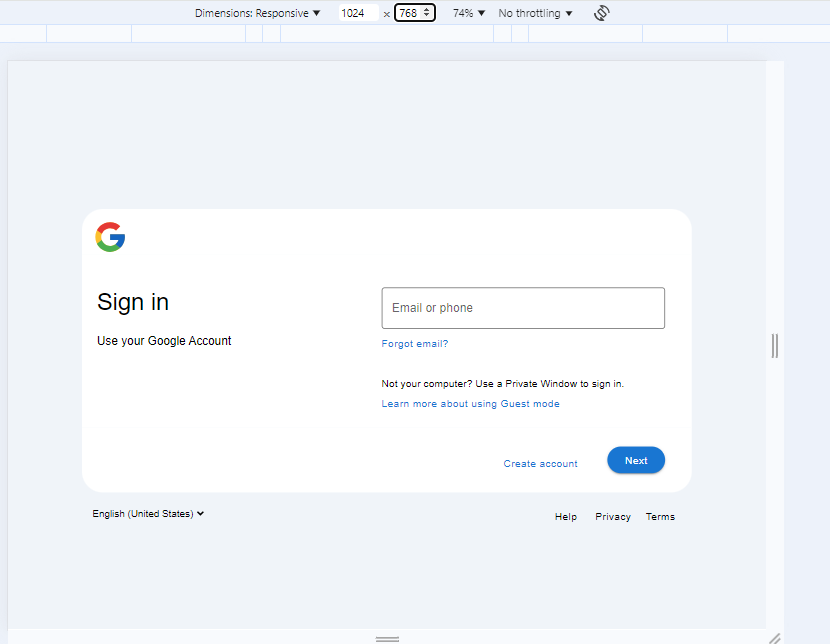 Dimensions: Responsive ▼ 1024 × 768 74% ▼ No throttling ▼
Sign in
Email or phone
Use your Google Account
Forgot email?
Not your computer? Use a Private Window to sign in.
Learn more about using Guest mode
Create account
Next
English (United States)
Help Privacy Terms